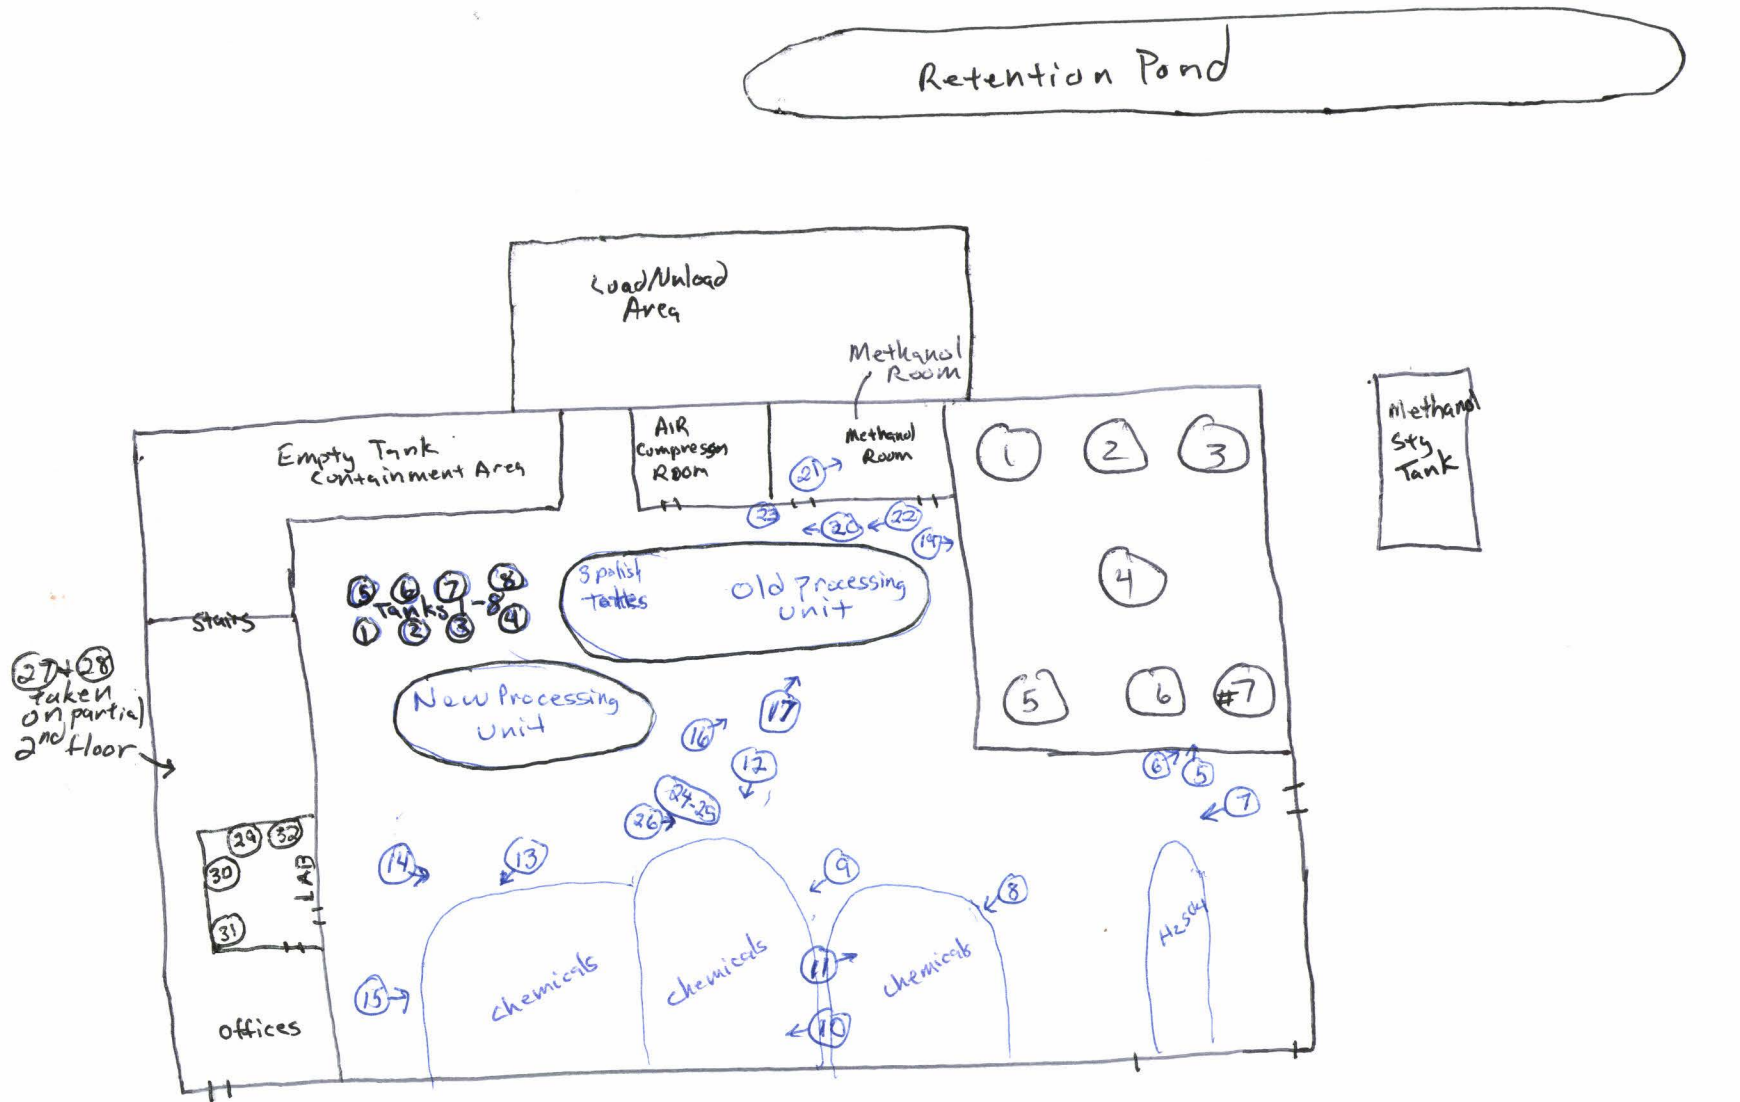 Retention Pond
Load/Unload
Area
Methanol
Room
AIR
Compressor
Room
Methanol
Room
Empty Tank
Containment Area
1
2
3
Methanol
Stg
Tank
21
23
20
22
19
3 polish
Old Processing
unit
5
6
7
8
Tanks 1-8
1
2
3
4
4
Stairs
27 + 28
taken
on partial
2nd floor
New Processing
Unit
16
17
5
6
#7
12
6
5
7
24-25
26
29
32
30
LAB
31
14
13
9
8
H2SO4
11
10
15
chemicals
chemicals
chemicals
offices